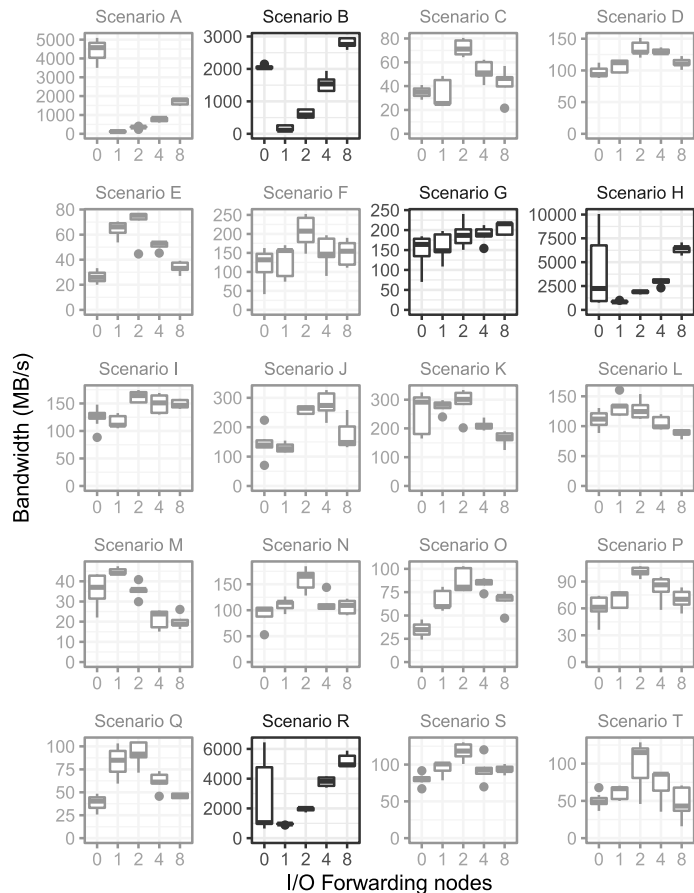 Scenario A Scenario B Scenario C Scenario D
5000 4000 3000 2000 1000 0
3000 2000 1000 0
80 60 40 20 0
150 100 50 0
0 1 2 4 8 0 1 2 4 8 0 1 2 4 8 0 1 2 4 8
Scenario E Scenario F Scenario G Scenario H
80 60 40 20 0
250 200 150 100 50 0
250 200 150 100 50 0
10000 7500 5000 2500 0
0 1 2 4 8 0 1 2 4 8 0 1 2 4 8 0 1 2 4 8
Bandwidth (MB/s)
Scenario I Scenario J Scenario K Scenario L
150 100 50 0
300 200 100 0
300 200 100 0
150 100 50 0
0 1 2 4 8 0 1 2 4 8 0 1 2 4 8 0 1 2 4 8
Scenario M Scenario N Scenario O Scenario P
40 30 20 10 0
150 100 50 0
100 75 50 25 0
90 60 30 0
0 1 2 4 8 0 1 2 4 8 0 1 2 4 8 0 1 2 4 8
Scenario Q Scenario R Scenario S Scenario T
100 75 50 25 0
6000 4000 2000 0
100 50 0
100 50 0
0 1 2 4 8 0 1 2 4 8 0 1 2 4 8 0 1 2 4 8
I/O Forwarding nodes